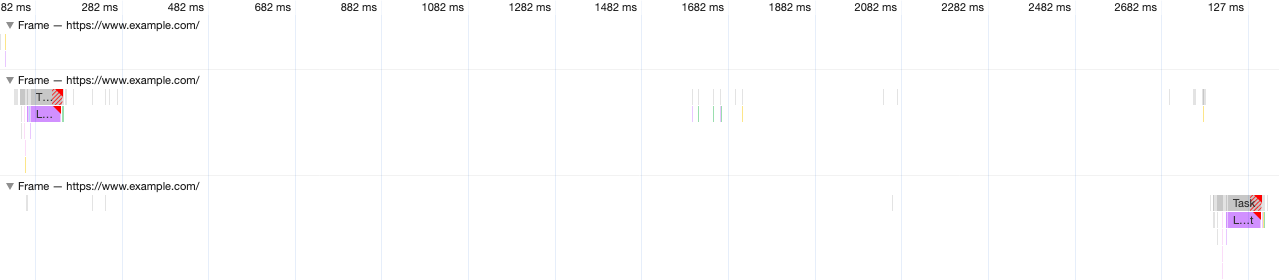 82 ms 282 ms 482 ms 682 ms 882 ms 1082 ms 1282 ms 1482 ms 1682 ms 1882 ms 2082 ms 2282 ms 2482 ms 2682 ms 127 ms
Frame — https://www.example.com/
Frame — https://www.example.com/
T...
L...
Frame — https://www.example.com/
Task
L...t